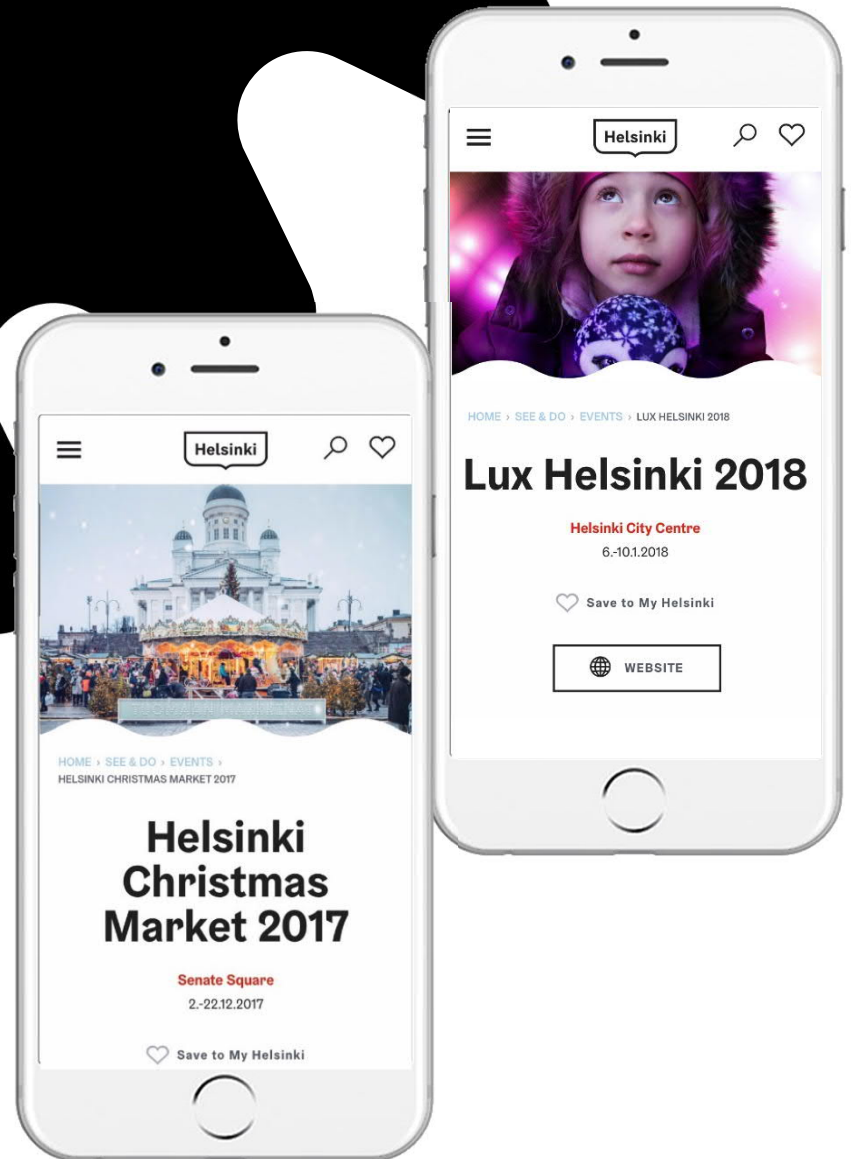 Helsinki
HOME › SEE & DO › EVENTS › LUX HELSINKI 2018
Lux Helsinki 2018
Helsinki City Centre
6.-10.1.2018
Save to My Helsinki
WEBSITE
Helsinki
HOME › SEE & DO › EVENTS ›
HELSINKI CHRISTMAS MARKET 2017
Helsinki
Christmas
Market 2017
Senate Square
2.-22.12.2017
Save to My Helsinki